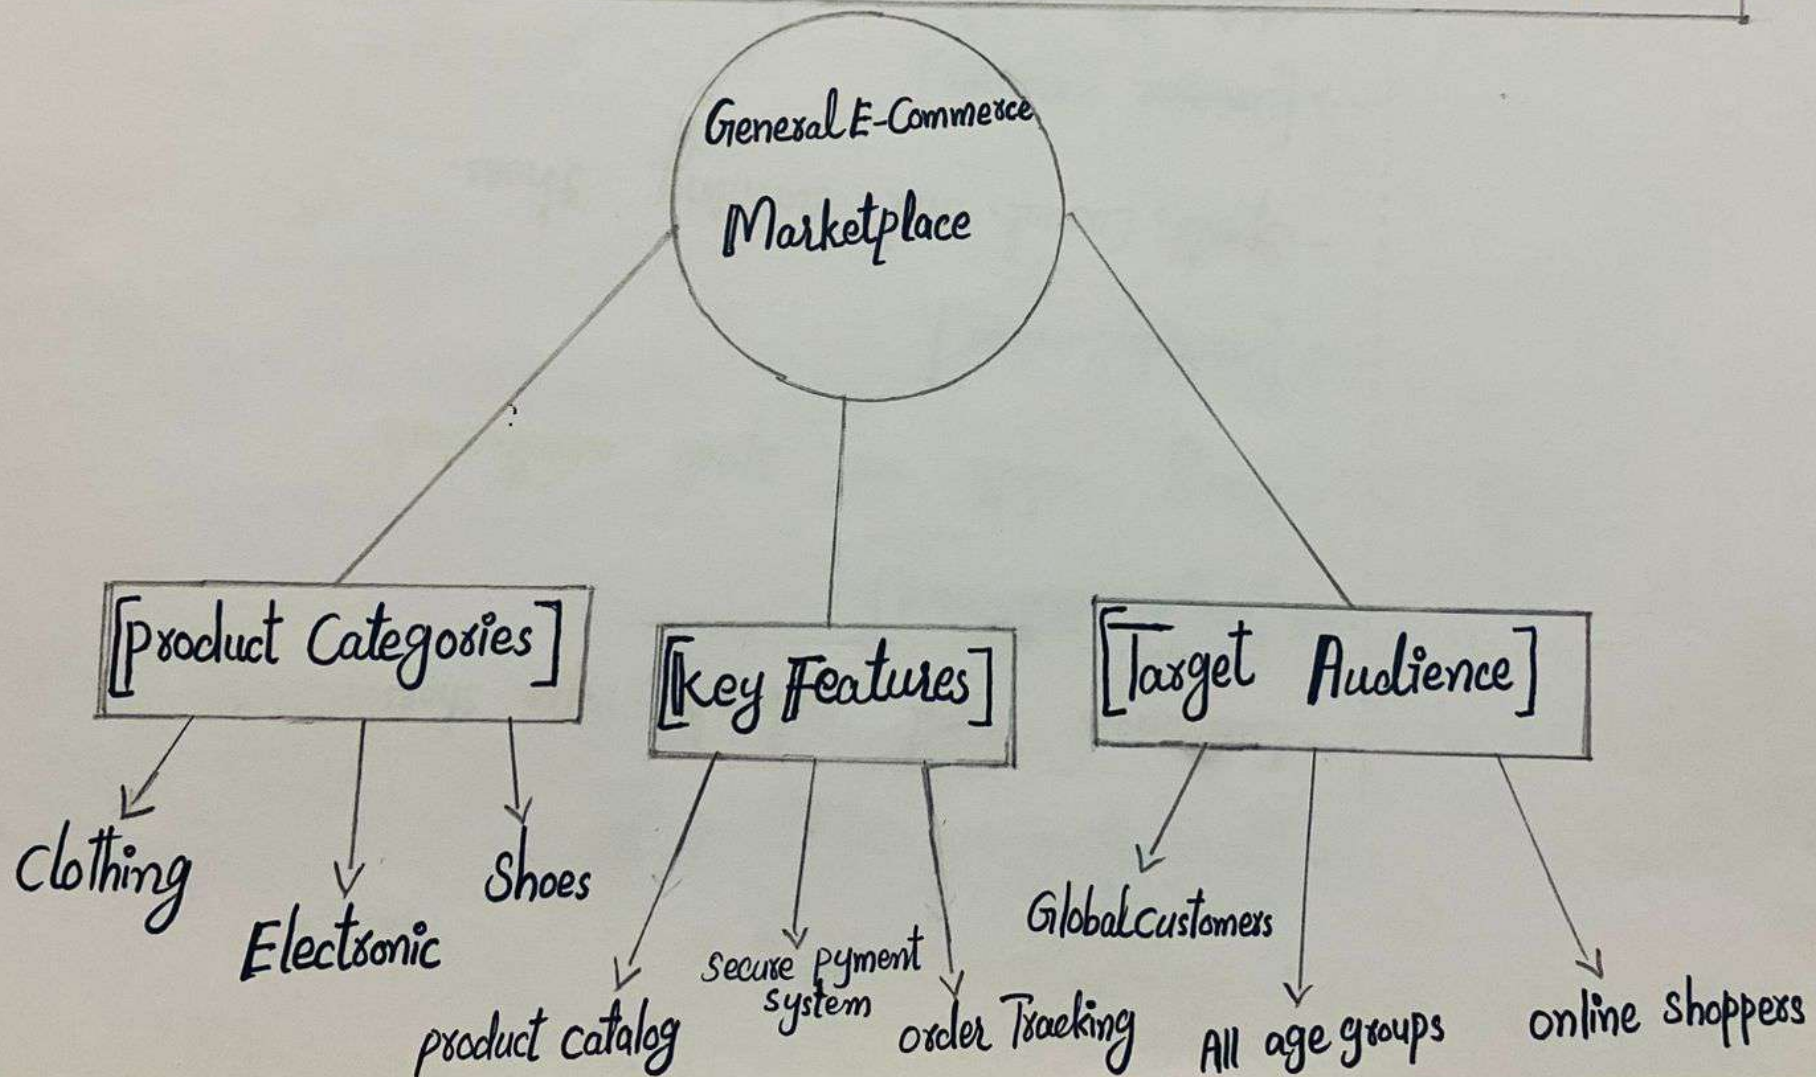 General E-Commerce
Marketplace
[Product Categories]
[Key Features]
[Target Audience]
Clothing
Electronic
Shoes
product catalog
secure pyment
system
order Tracking
Global customers
All age groups
online shoppers